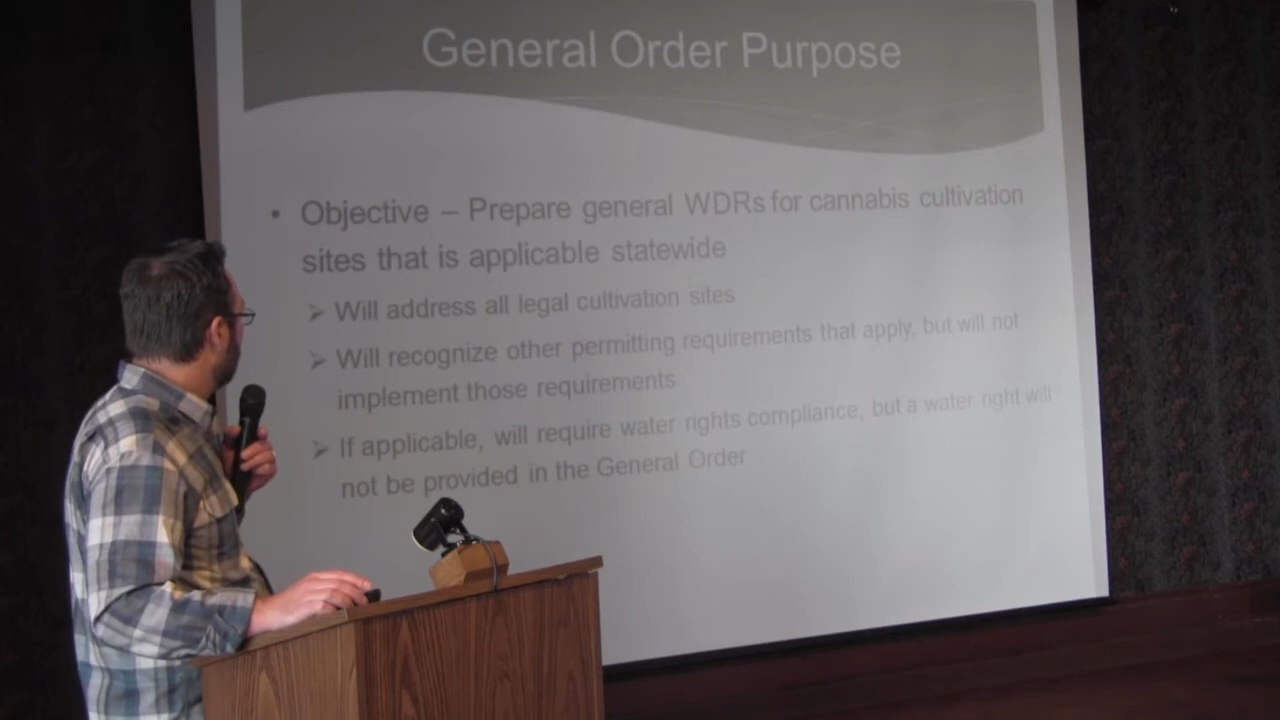 General Order Purpose
• Objective – Prepare general WDRs for cannabis cultivation
sites that is applicable statewide
➢ Will address all legal cultivation sites
➢ Will recognize other permitting requirements that apply, but will not
implement those requirements
➢ If applicable, will require water rights compliance, but a water right will
not be provided in the General Order